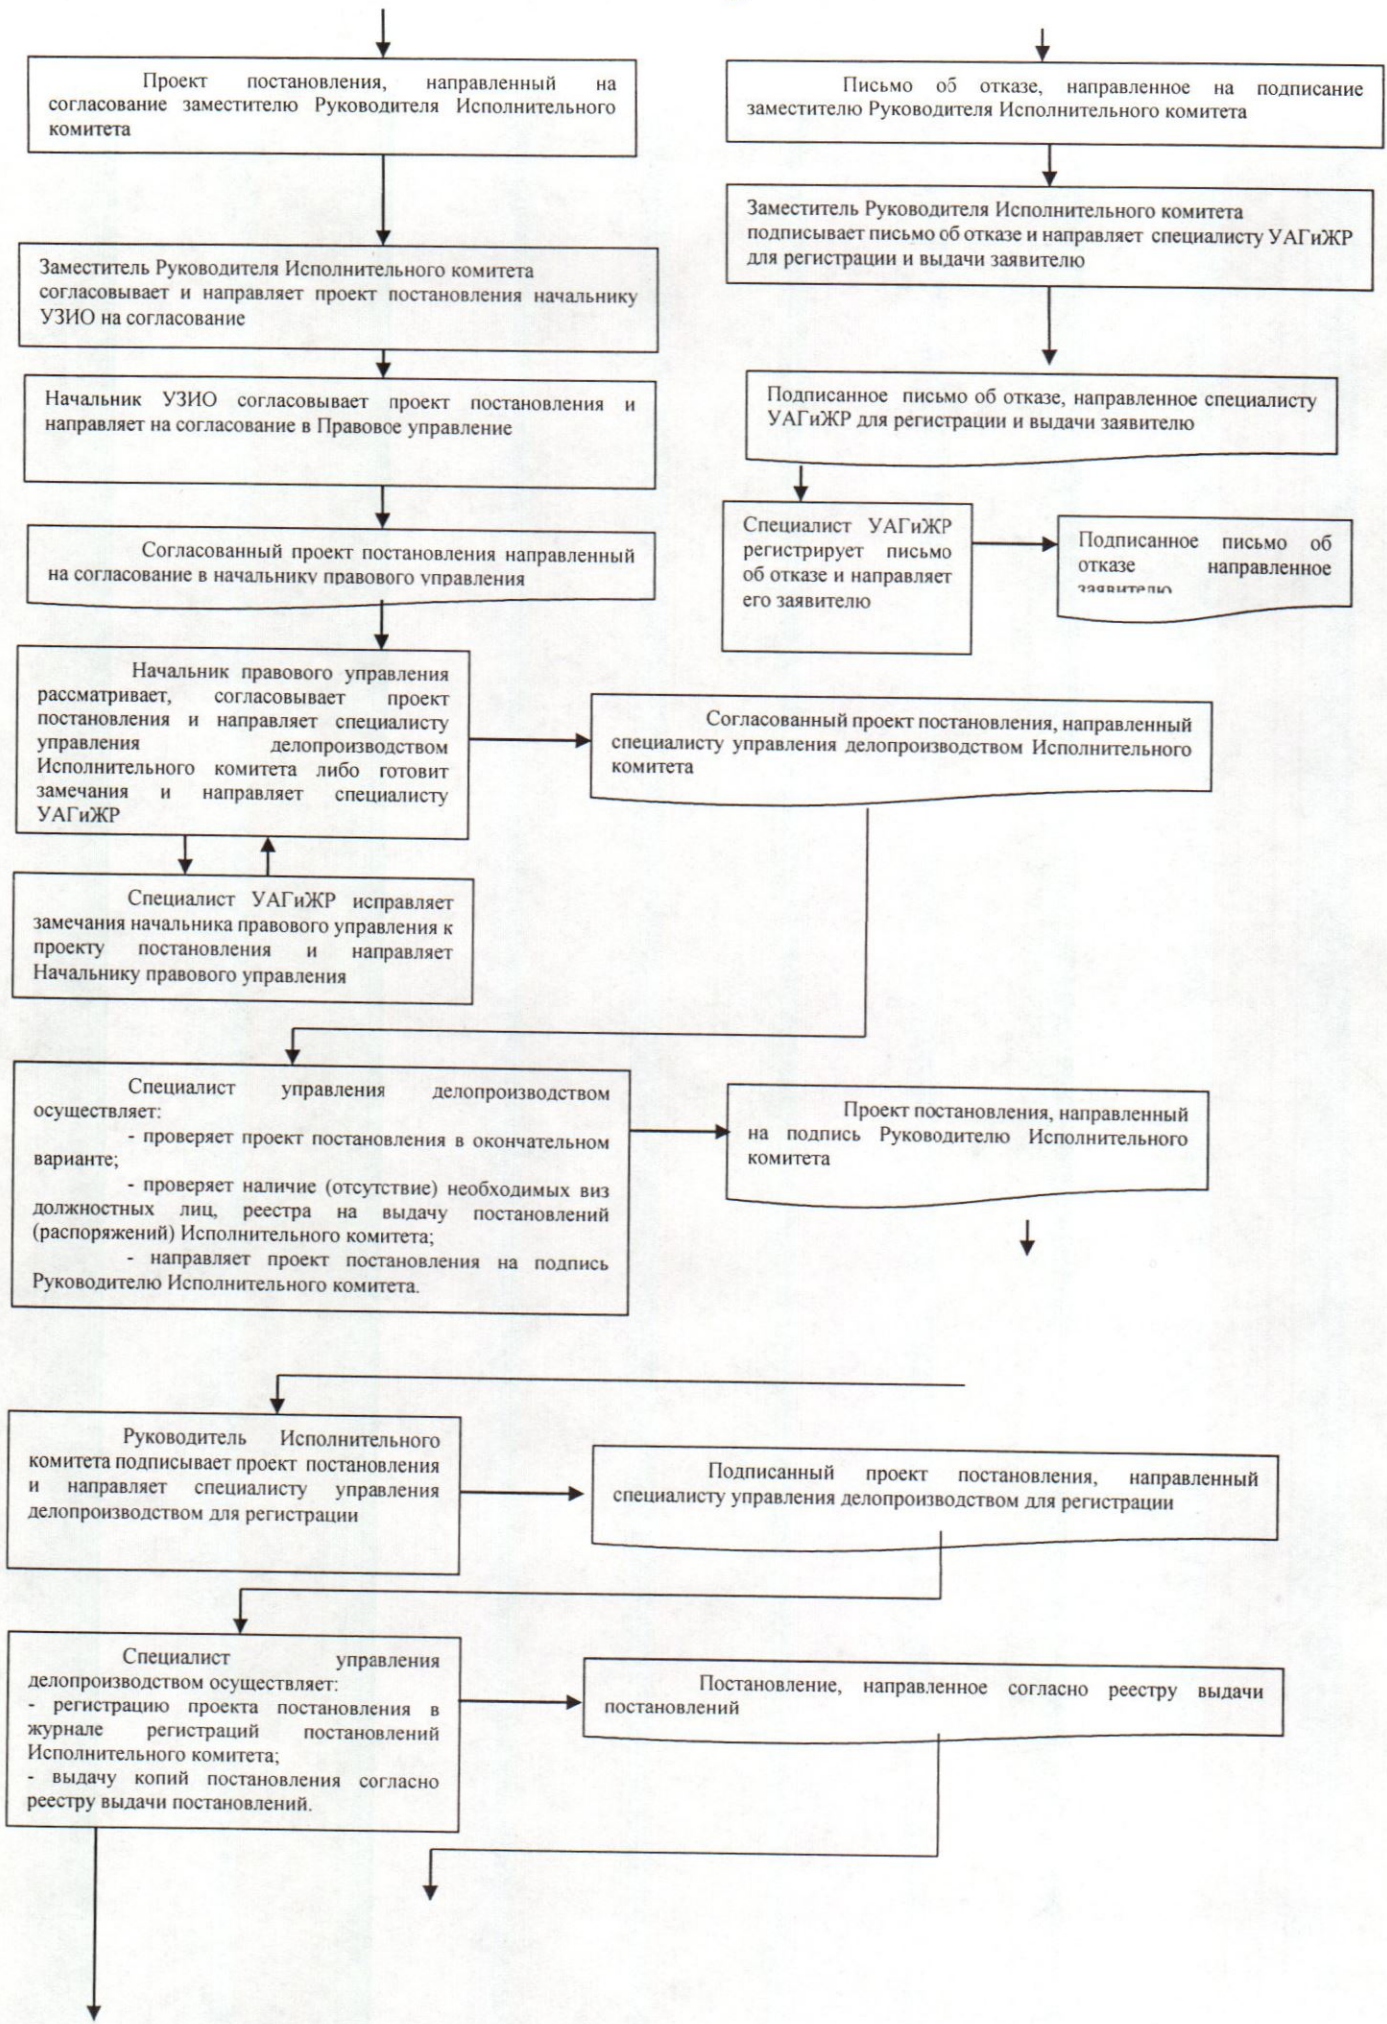 Проект постановления, направленный на
согласование заместителю Руководителя Исполнительного
комитета
Письмо об отказе, направленное на подписание
заместителю Руководителя Исполнительного комитета
Заместитель Руководителя Исполнительного комитета
подписывает письмо об отказе и направляет специалисту УАГиЖР
для регистрации и выдачи заявителю
Заместитель Руководителя Исполнительного комитета
согласовывает и направляет проект постановления начальнику
УЗИО на согласование
Начальник УЗИО согласовывает проект постановления и
направляет на согласование в Правовое управление
Подписанное письмо об отказе, направленное специалисту
УАГиЖР для регистрации и выдачи заявителю
Согласованный проект постановления направленный
на согласование в начальнику правового управления
Специалист УАГиЖР
регистрирует письмо
об отказе и направляет
его заявителю
Подписанное письмо об
отказе направленное
заявителю
Начальник правового управления
рассматривает, согласовывает проект
постановления и направляет специалисту
управления делопроизводством
Исполнительного комитета либо готовит
замечания и направляет специалисту
УАГиЖР
Согласованный проект постановления, направленный
специалисту управления делопроизводством Исполнительного
комитета
Специалист УАГиЖР исправляет
замечания начальника правового управления к
проекту постановления и направляет
Начальнику правового управления
Специалист управления делопроизводством
осуществляет:
- проверяет проект постановления в окончательном
варианте;
- проверяет наличие (отсутствие) необходимых виз
должностных лиц, реестра на выдачу постановлений
(распоряжений) Исполнительного комитета;
- направляет проект постановления на подпись
Руководителю Исполнительного комитета.
Проект постановления, направленный
на подпись Руководителю Исполнительного
комитета
Руководитель Исполнительного
комитета подписывает проект постановления
и направляет специалисту управления
делопроизводством для регистрации
Подписанный проект постановления, направленный
специалисту управления делопроизводством для регистрации
Специалист управления
делопроизводством осуществляет:
- регистрацию проекта постановления в
журнале регистраций постановлений
Исполнительного комитета;
- выдачу копий постановления согласно
реестру выдачи постановлений.
Постановление, направленное согласно реестру выдачи
постановлений